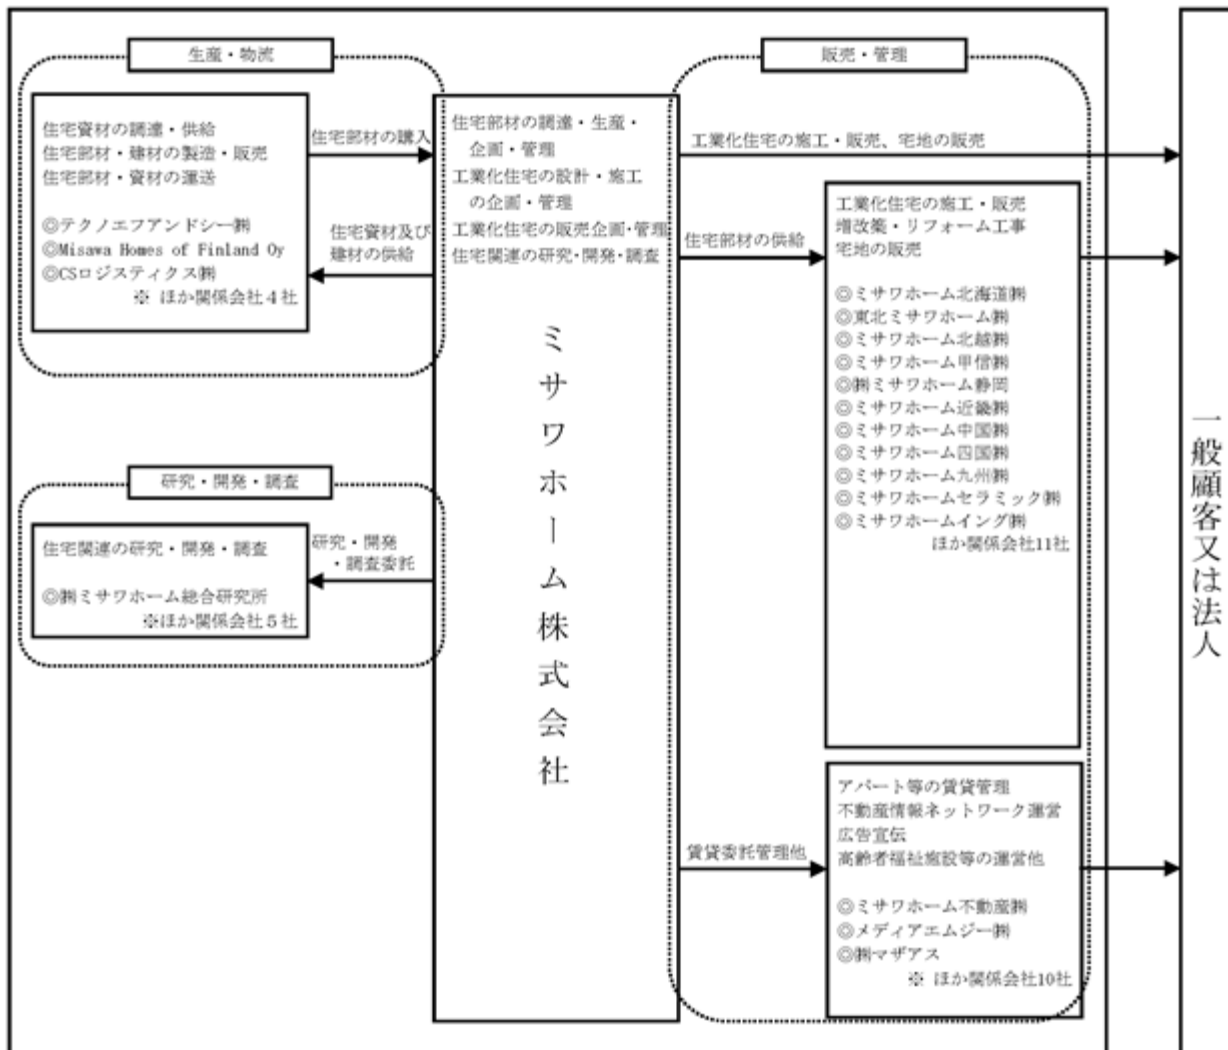 生産・物流
住宅資材の調達・供給
住宅部材・建材の製造・販売
住宅部材・資材の運送
◎テクノエフアンドシー㈱
◎Misawa Homes of Finland Oy
◎CSロジスティクス㈱
※ ほか関係会社４社
住宅部材の購入
住宅資材及び
建材の供給
研究・開発・調査
住宅関連の研究・開発・調査
◎㈱ミサワホーム総合研究所
※ほか関係会社５社
研究・開発
・調査委託
住宅部材の調達・生産・
企画・管理
工業化住宅の設計・施工
の企画・管理
工業化住宅の販売企画・管理
住宅関連の研究・開発・調査
ミサワホーム株式会社
販売・管理
工業化住宅の施工・販売、宅地の販売
住宅部材の供給
工業化住宅の施工・販売
増改築・リフォーム工事
宅地の販売
◎ミサワホーム北海道㈱
◎東北ミサワホーム㈱
◎ミサワホーム北越㈱
◎ミサワホーム甲信㈱
◎㈱ミサワホーム静岡
◎ミサワホーム近畿㈱
◎ミサワホーム中国㈱
◎ミサワホーム四国㈱
◎ミサワホーム九州㈱
◎ミサワホームセラミック㈱
◎ミサワホームイング㈱
ほか関係会社11社
賃貸委託管理他
アパート等の賃貸管理
不動産情報ネットワーク運営
広告宣伝
高齢者福祉施設等の運営他
◎ミサワホーム不動産㈱
◎メディアエムジー㈱
◎㈱マザアス
※ ほか関係会社10社
一般顧客又は法人